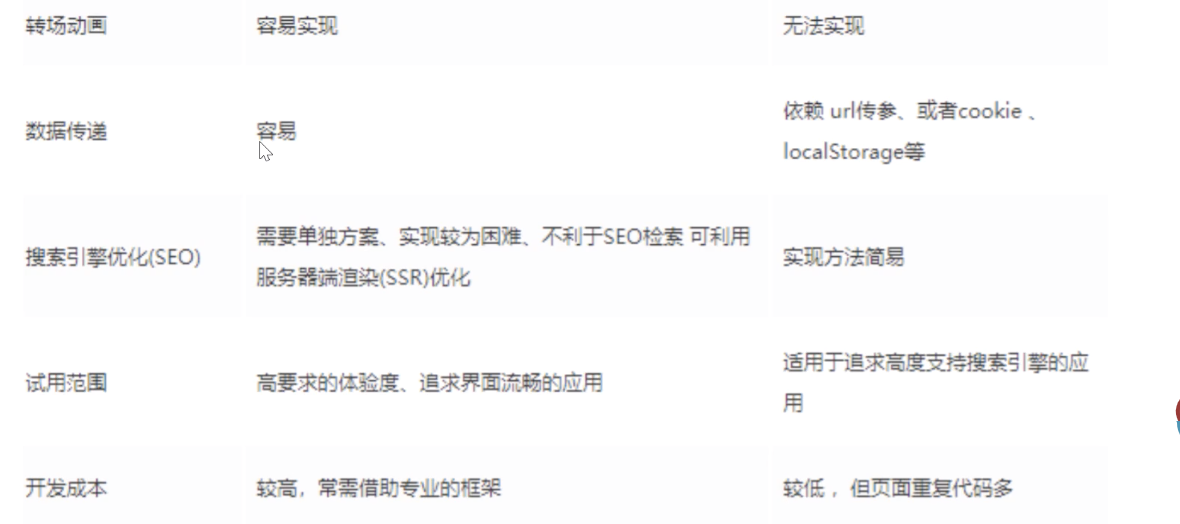 转场动画 容易实现 无法实现
数据传递 容易 依赖 url传参、或者cookie 、
localStorage等
搜索引擎优化(SEO) 需要单独方案、实现较为困难、不利于SEO检索 可利用
服务器端渲染(SSR)优化 实现方法简易
试用范围 高要求的体验度、追求界面流畅的应用 适用于追求高度支持搜索引擎的应
用
开发成本 较高，常需借助专业的框架 较低 ，但页面重复代码多